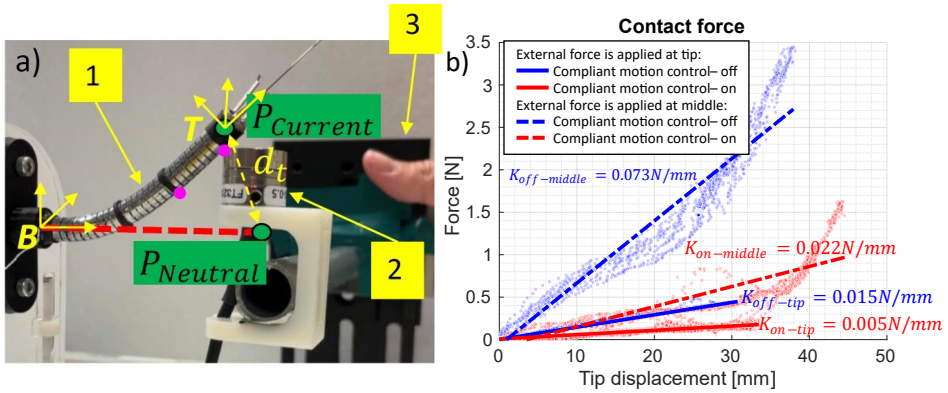 a)
1
3
T
P_Current
d_t
FT32
-0.5
B
P_Neutral
2
b)
Contact force
External force is applied at tip:
Compliant motion control– off
Compliant motion control– on
External force is applied at middle:
Compliant motion control– off
Compliant motion control– on
K_off−middle = 0.073N/mm
K_on−middle = 0.022N/mm
K_off−tip = 0.015N/mm
K_on−tip = 0.005N/mm
Force [N]
3.5
3
2.5
2
1.5
1
0.5
0
0 10 20 30 40 50
Tip displacement [mm]